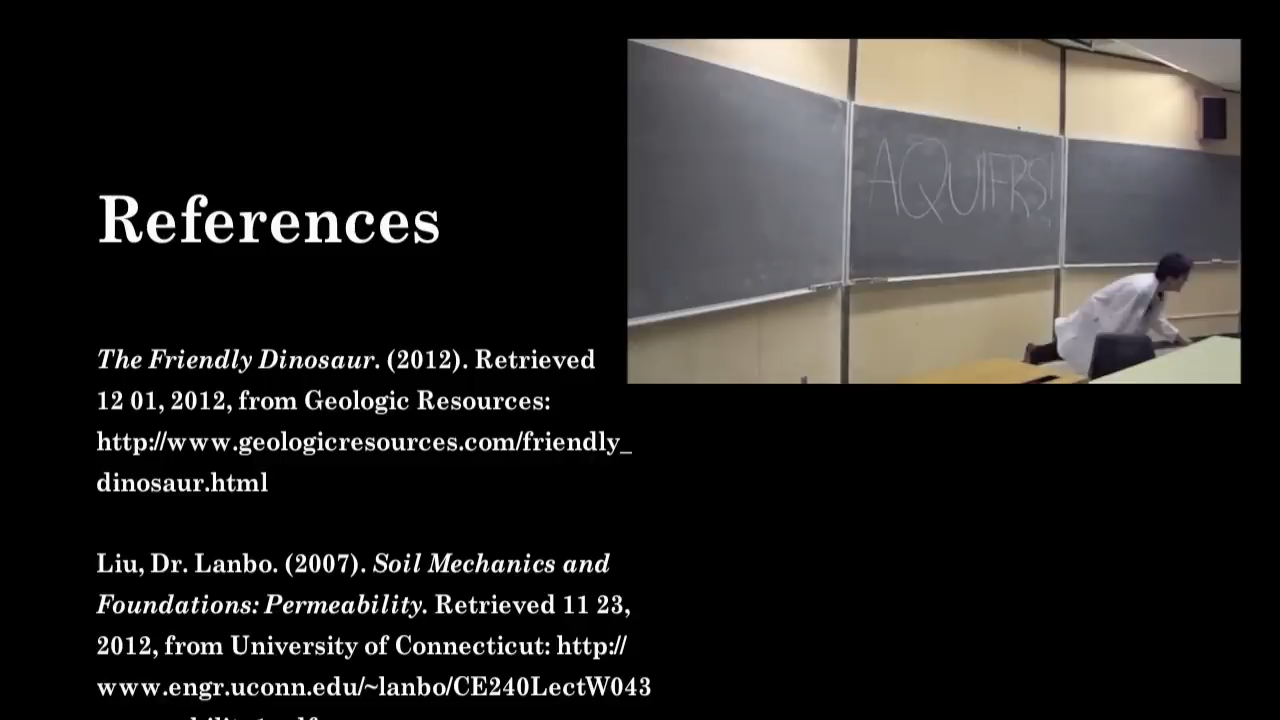 AQUIFRS!
References
The Friendly Dinosaur. (2012). Retrieved
12 01, 2012, from Geologic Resources:
http://www.geologicresources.com/friendly_
dinosaur.html
Liu, Dr. Lanbo. (2007). Soil Mechanics and
Foundations: Permeability. Retrieved 11 23,
2012, from University of Connecticut: http://
www.engr.uconn.edu/~lanbo/CE240LectW043